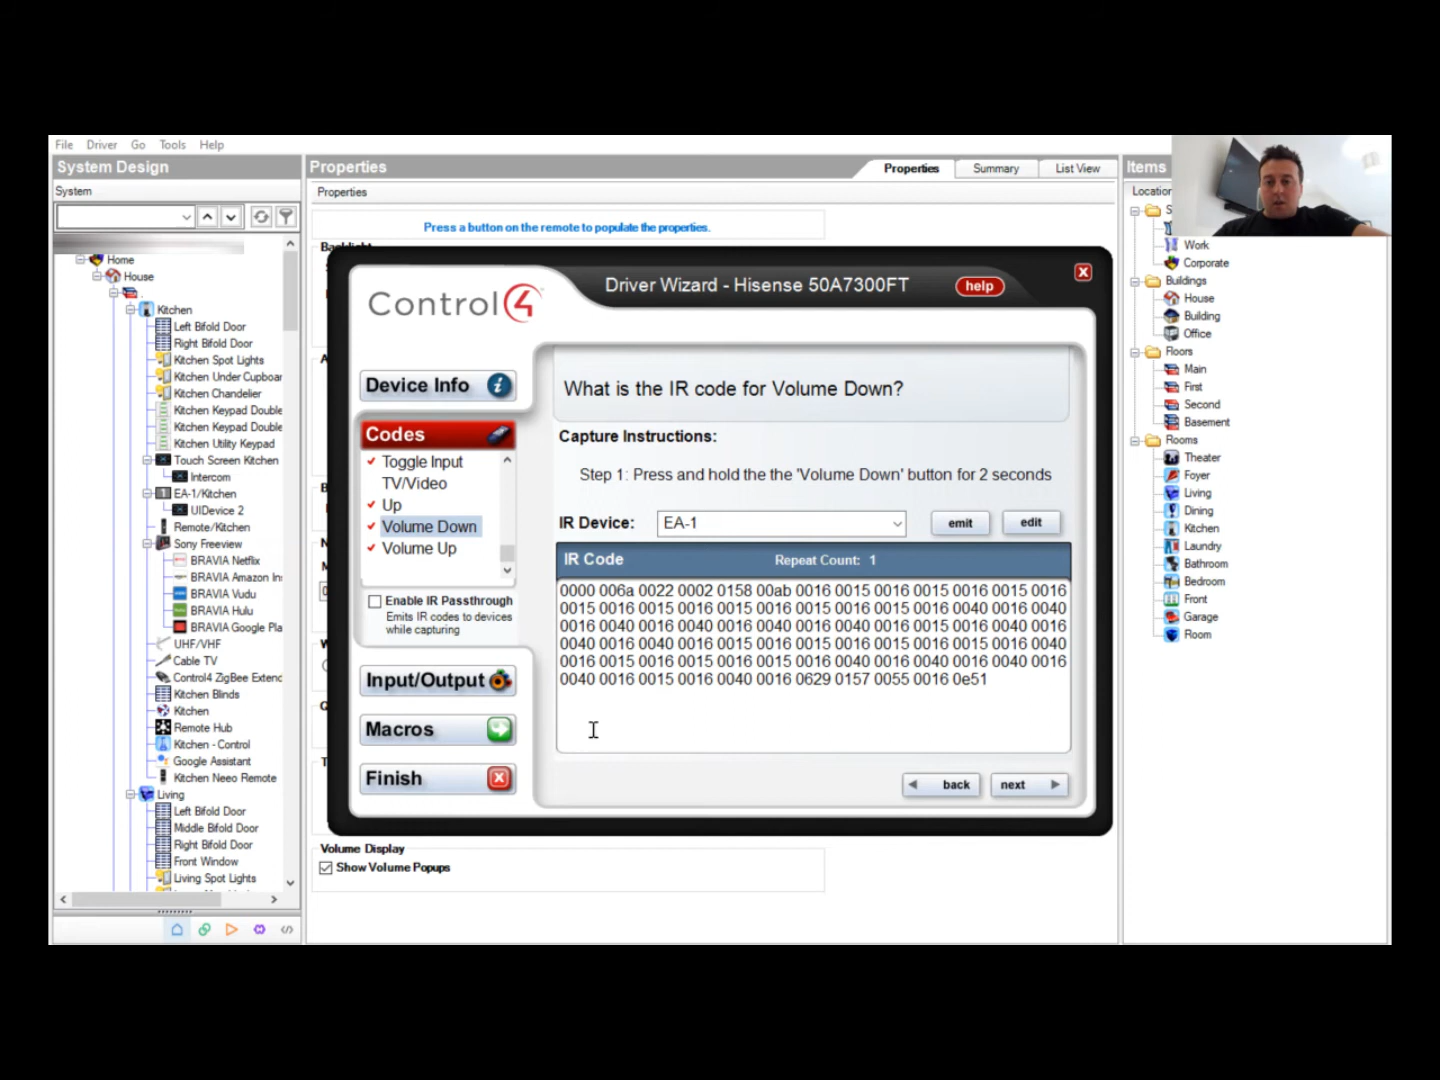 File Driver Go Tools Help
System Design
System
Home
House
Kitchen
Left Bifold Door
Right Bifold Door
Kitchen Spot Lights
Kitchen Under Cupboar
Kitchen Chandelier
Kitchen Keypad Double
Kitchen Keypad Double
Kitchen Utility Keypad
Touch Screen Kitchen
Intercom
EA-1/Kitchen
UIDevice 2
Remote/Kitchen
Sony Freeview
BRAVIA Netflix
BRAVIA Amazon In
BRAVIA Vudu
BRAVIA Hulu
BRAVIA Google Pla
UHF/VHF
Cable TV
Control4 ZigBee Extend
Kitchen Blinds
Kitchen
Remote Hub
Kitchen - Control
Google Assistant
Kitchen Neeo Remote
Living
Left Bifold Door
Middle Bifold Door
Right Bifold Door
Front Window
Living Spot Lights
Properties
Properties Summary List View
Properties
Press a button on the remote to populate the properties.
Control4
Driver Wizard - Hisense 50A7300FT
help
Device Info
Codes
Toggle Input
TV/Video
Up
Volume Down
Volume Up
Enable IR Passthrough
Emits IR codes to devices
while capturing
Input/Output
Macros
Finish
What is the IR code for Volume Down?
Capture Instructions:
Step 1: Press and hold the the 'Volume Down' button for 2 seconds
IR Device: EA-1 emit edit
IR Code Repeat Count: 1
0000 006a 0022 0002 0158 00ab 0016 0015 0016 0015 0016 0015 0016
0015 0016 0015 0016 0015 0016 0015 0016 0015 0016 0040 0016 0040
0016 0040 0016 0040 0016 0040 0016 0040 0016 0015 0016 0040 0016
0040 0016 0040 0016 0015 0016 0015 0016 0015 0016 0015 0016 0040
0016 0015 0016 0015 0016 0015 0016 0040 0016 0040 0016 0040 0016
0040 0016 0015 0016 0040 0016 0629 0157 0055 0016 0e51
back next
Volume Display
Show Volume Popups
Items
Work
Corporate
Buildings
House
Building
Office
Floors
Main
First
Second
Basement
Rooms
Theater
Foyer
Living
Dining
Kitchen
Laundry
Bathroom
Bedroom
Front
Garage
Room